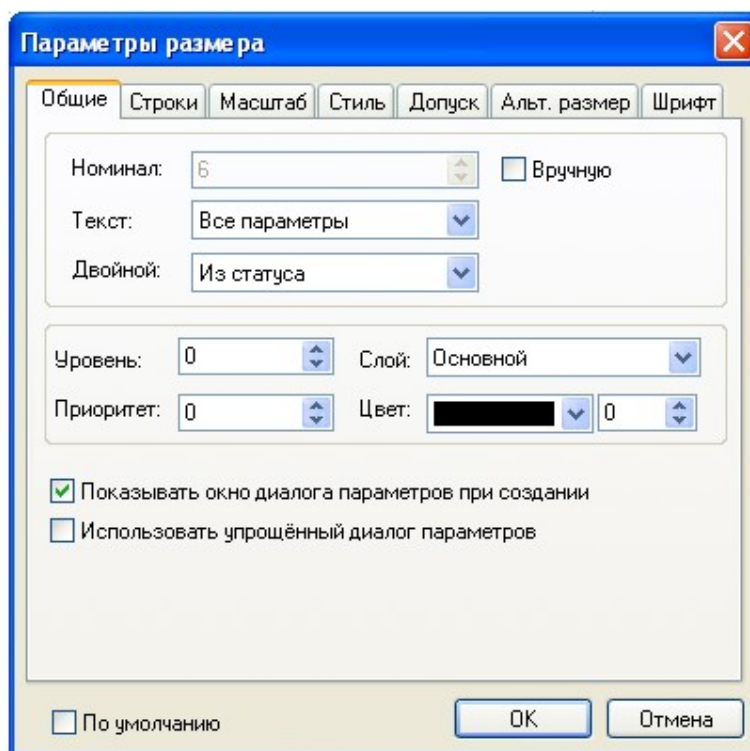 Параметры размера
Общие Строки Масштаб Стиль Допуск Альт. размер Шрифт
Номинал: 6 Вручную
Текст: Все параметры
Двойной: Из статуса
Уровень: 0 Слой: Основной
Приоритет: 0 Цвет: 0
Показывать окно диалога параметров при создании
Использовать упрощённый диалог параметров
По умолчанию OK Отмена